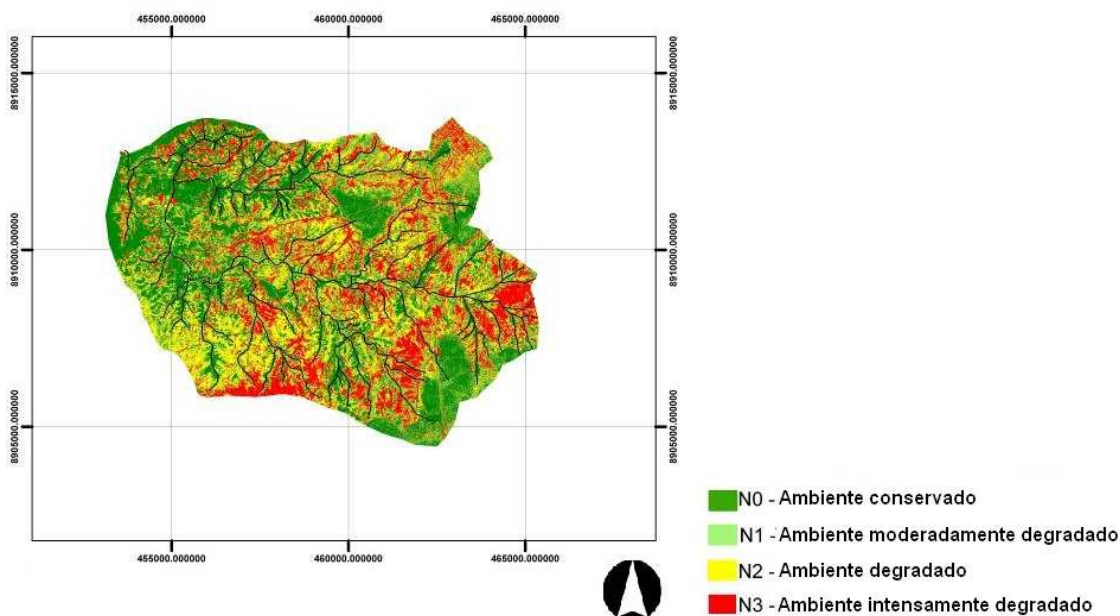 455000.000000 460000.000000 465000.000000
8915000.000000 8915000.000000
8910000.000000 8910000.000000
8905000.000000 8905000.000000
455000.000000 460000.000000 465000.000000
N0 - Ambiente conservado
N1 - Ambiente moderadamente degradado
N2 - Ambiente degradado
N3 - Ambiente intensamente degradado